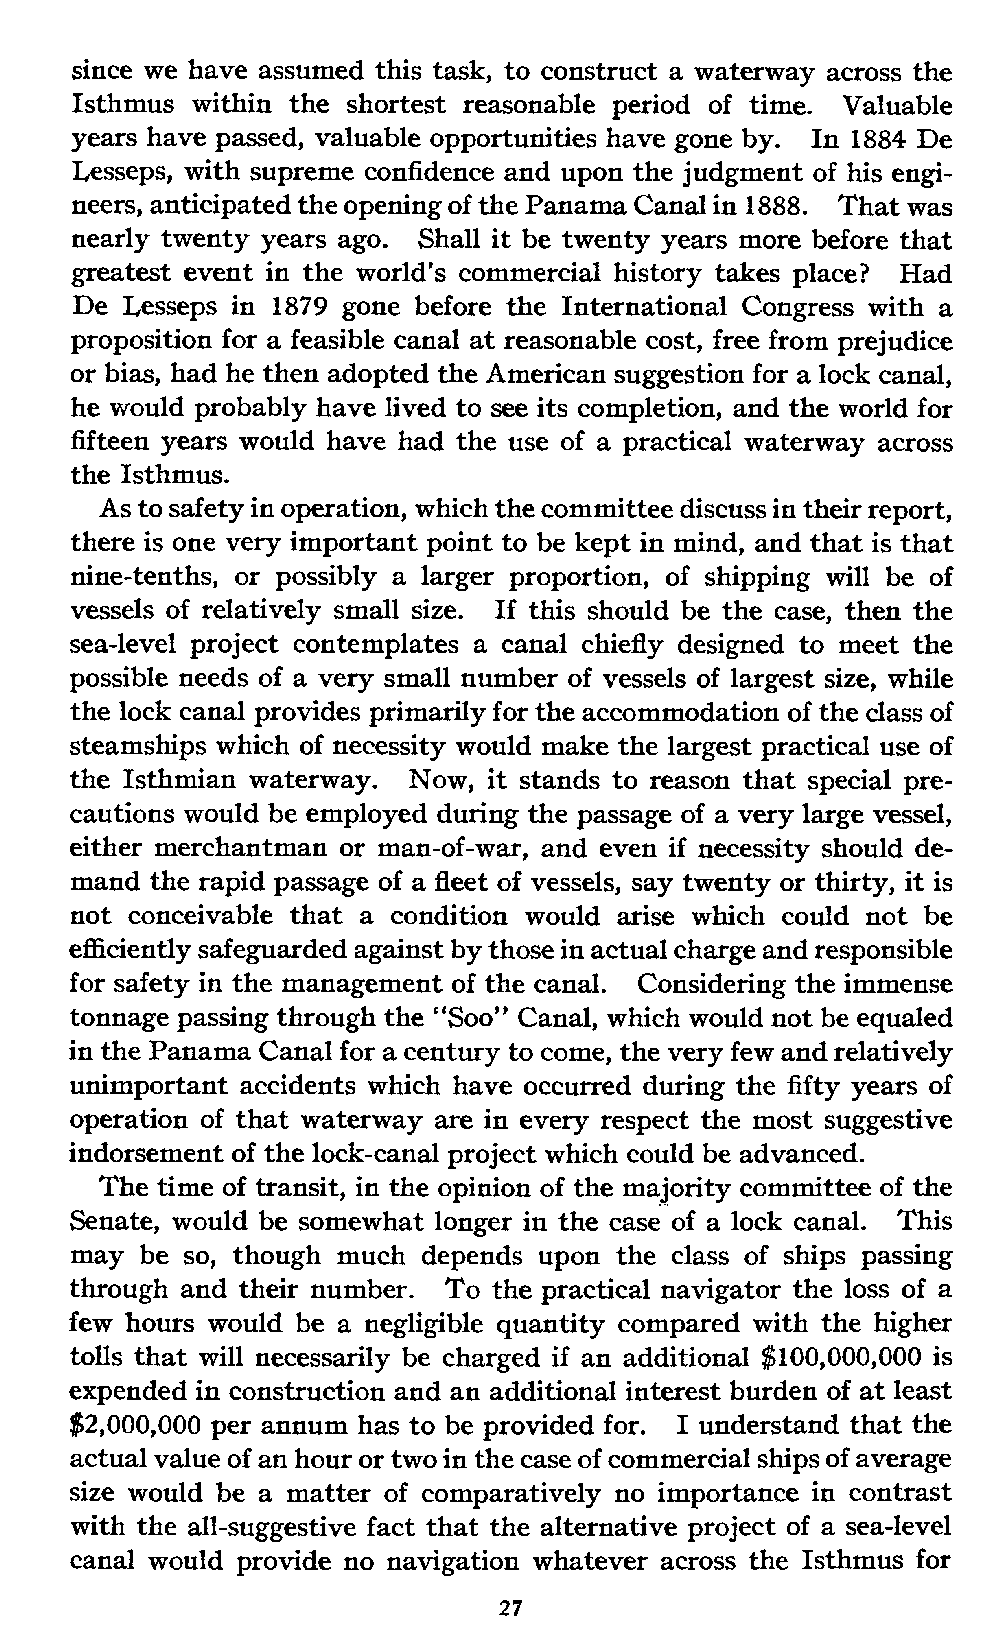 since we have assumed this task, to construct a waterway across the
Isthmus within the shortest reasonable period of time. Valuable
years have passed, valuable opportunities have gone by. In 1884 De
Lesseps, with supreme confidence and upon the judgment of his engi-
neers, anticipated the opening of the Panama Canal in 1888. That was
nearly twenty years ago. Shall it be twenty years more before that
greatest event in the world's commercial history takes place? Had
De Lesseps in 1879 gone before the International Congress with a
proposition for a feasible canal at reasonable cost, free from prejudice
or bias, had he then adopted the American suggestion for a lock canal,
he would probably have lived to see its completion, and the world for
fifteen years would have had the use of a practical waterway across
the Isthmus.
As to safety in operation, which the committee discuss in their report,
there is one very important point to be kept in mind, and that is that
nine-tenths, or possibly a larger proportion, of shipping will be of
vessels of relatively small size. If this should be the case, then the
sea-level project contemplates a canal chiefly designed to meet the
possible needs of a very small number of vessels of largest size, while
the lock canal provides primarily for the accommodation of the class of
steamships which of necessity would make the largest practical use of
the Isthmian waterway. Now, it stands to reason that special pre-
cautions would be employed during the passage of a very large vessel,
either merchantman or man-of-war, and even if necessity should de-
mand the rapid passage of a fleet of vessels, say twenty or thirty, it is
not conceivable that a condition would arise which could not be
efficiently safeguarded against by those in actual charge and responsible
for safety in the management of the canal. Considering the immense
tonnage passing through the "Soo" Canal, which would not be equaled
in the Panama Canal for a century to come, the very few and relatively
unimportant accidents which have occurred during the fifty years of
operation of that waterway are in every respect the most suggestive
indorsement of the lock-canal project which could be advanced.
The time of transit, in the opinion of the majority committee of the
Senate, would be somewhat longer in the case of a lock canal. This
may be so, though much depends upon the class of ships passing
through and their number. To the practical navigator the loss of a
few hours would be a negligible quantity compared with the higher
tolls that will necessarily be charged if an additional $100,000,000 is
expended in construction and an additional interest burden of at least
$2,000,000 per annum has to be provided for. I understand that the
actual value of an hour or two in the case of commercial ships of average
size would be a matter of comparatively no importance in contrast
with the all-suggestive fact that the alternative project of a sea-level
canal would provide no navigation whatever across the Isthmus for
27